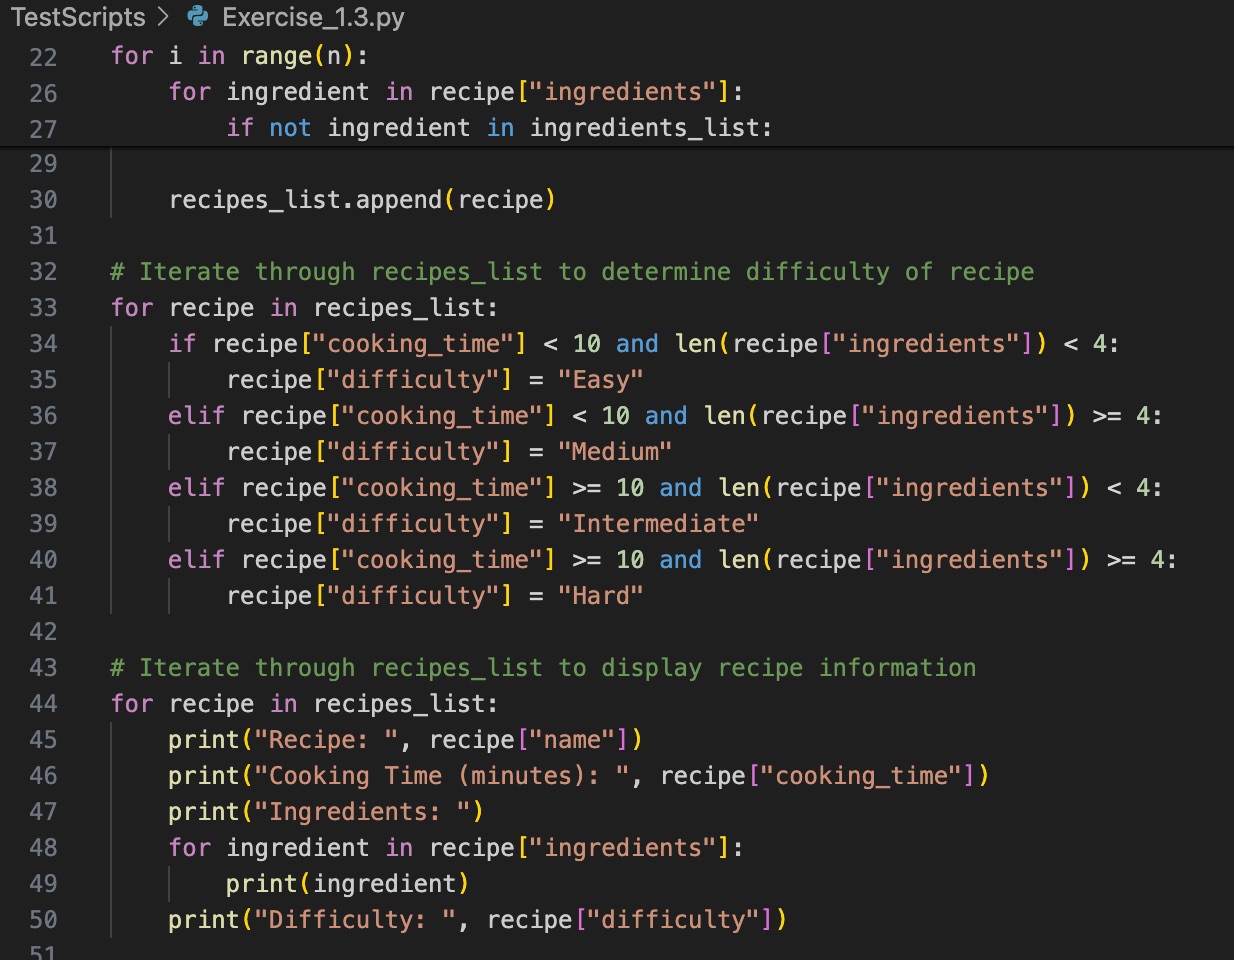 TestScripts > Exercise_1.3.py
22 for i in range(n):
26     for ingredient in recipe["ingredients"]:
27         if not ingredient in ingredients_list:
29
30     recipes_list.append(recipe)
31
32 # Iterate through recipes_list to determine difficulty of recipe
33 for recipe in recipes_list:
34     if recipe["cooking_time"] < 10 and len(recipe["ingredients"]) < 4:
35         recipe["difficulty"] = "Easy"
36     elif recipe["cooking_time"] < 10 and len(recipe["ingredients"]) >= 4:
37         recipe["difficulty"] = "Medium"
38     elif recipe["cooking_time"] >= 10 and len(recipe["ingredients"]) < 4:
39         recipe["difficulty"] = "Intermediate"
40     elif recipe["cooking_time"] >= 10 and len(recipe["ingredients"]) >= 4:
41         recipe["difficulty"] = "Hard"
42
43 # Iterate through recipes_list to display recipe information
44 for recipe in recipes_list:
45     print("Recipe: ", recipe["name"])
46     print("Cooking Time (minutes): ", recipe["cooking_time"])
47     print("Ingredients: ")
48     for ingredient in recipe["ingredients"]:
49         print(ingredient)
50     print("Difficulty: ", recipe["difficulty"])
51